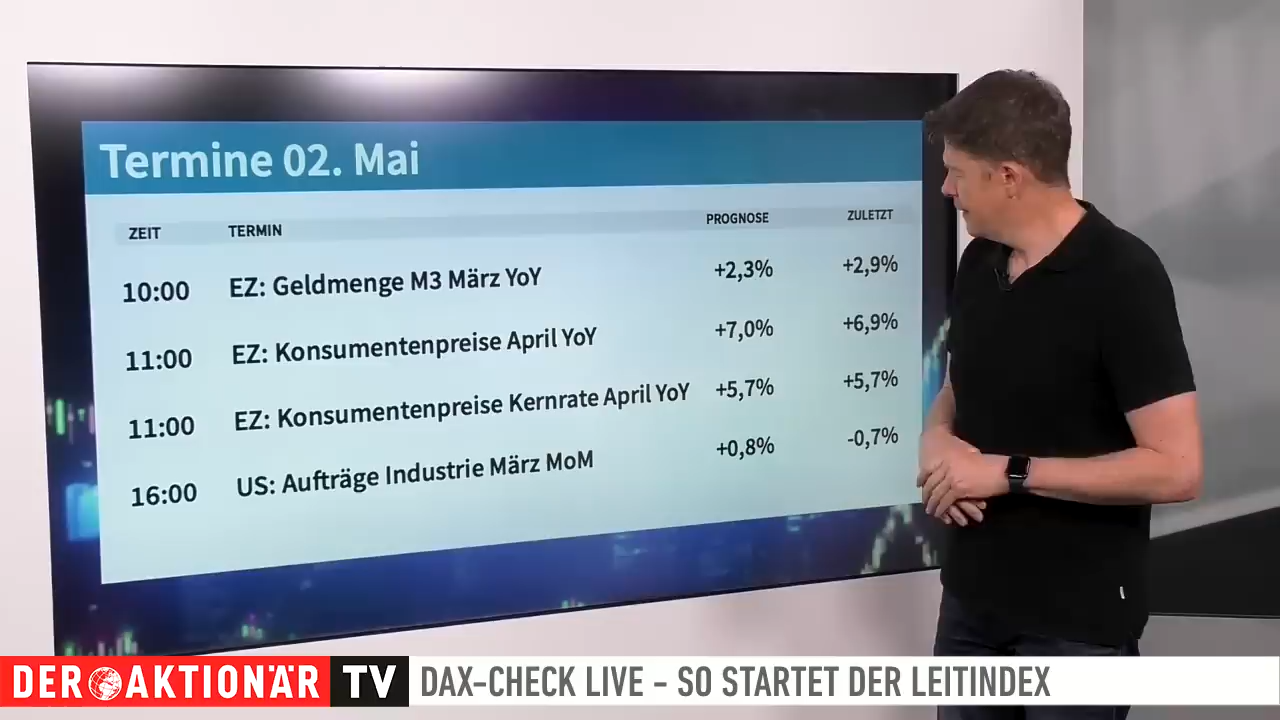 Termine 02. Mai
ZEIT TERMIN PROGNOSE ZULETZT
10:00 EZ: Geldmenge M3 März YoY +2,3% +2,9%
11:00 EZ: Konsumentenpreise April YoY +7,0% +6,9%
11:00 EZ: Konsumentenpreise Kernrate April YoY +5,7% +5,7%
16:00 US: Aufträge Industrie März MoM +0,8% -0,7%
DER AKTIONÄR TV DAX-CHECK LIVE - SO STARTET DER LEITINDEX